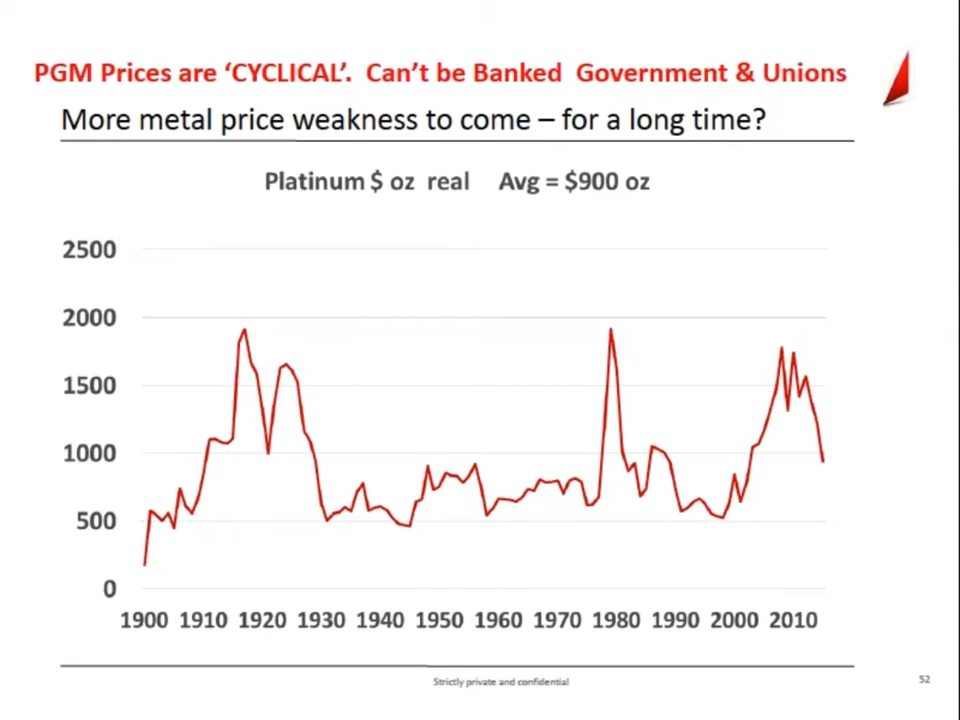 PGM Prices are ‘CYCLICAL’. Can’t be Banked Government & Unions
More metal price weakness to come – for a long time?
Platinum $ oz real Avg = $900 oz
2500
2000
1500
1000
500
0
1900 1910 1920 1930 1940 1950 1960 1970 1980 1990 2000 2010
Strictly private and confidential
52